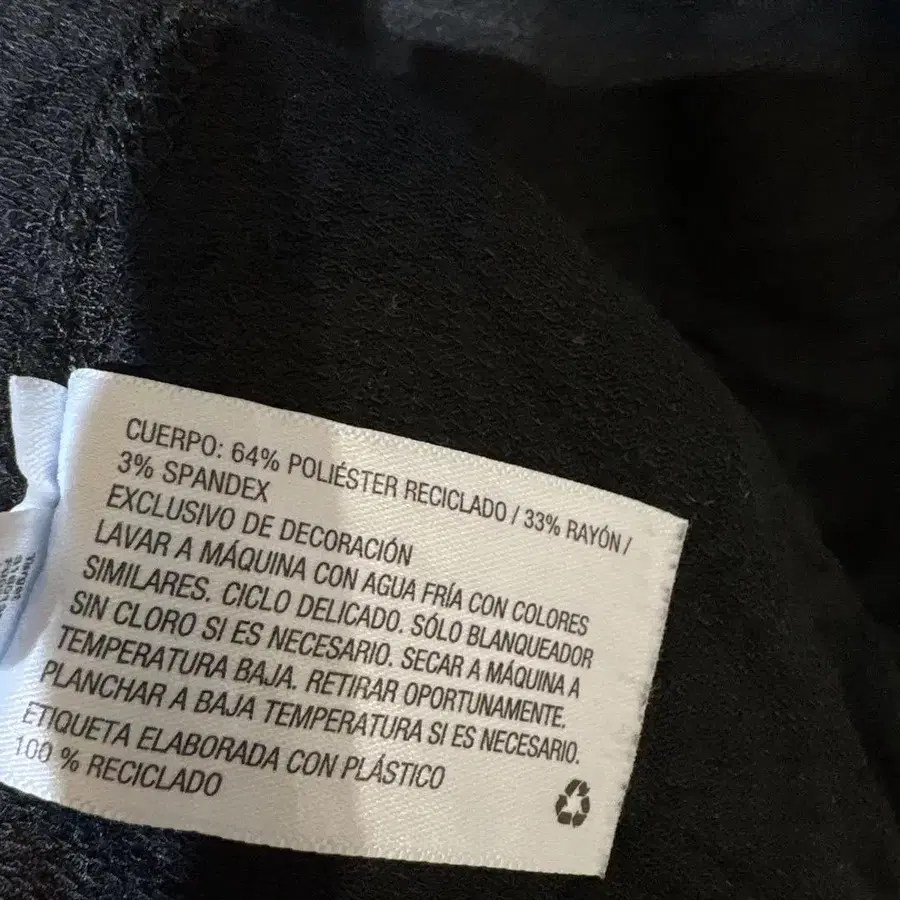 CUERPO: 64% POLIÉSTER RECICLADO / 33% RAYÓN /
3% SPANDEX
EXCLUSIVO DE DECORACIÓN
LAVAR A MÁQUINA CON AGUA FRÍA CON COLORES
SIMILARES. CICLO DELICADO. SÓLO BLANQUEADOR
SIN CLORO SI ES NECESARIO. SECAR A MÁQUINA A
TEMPERATURA BAJA. RETIRAR OPORTUNAMENTE.
PLANCHAR A BAJA TEMPERATURA SI ES NECESARIO.
ETIQUETA ELABORADA CON PLÁSTICO
100 % RECICLADO